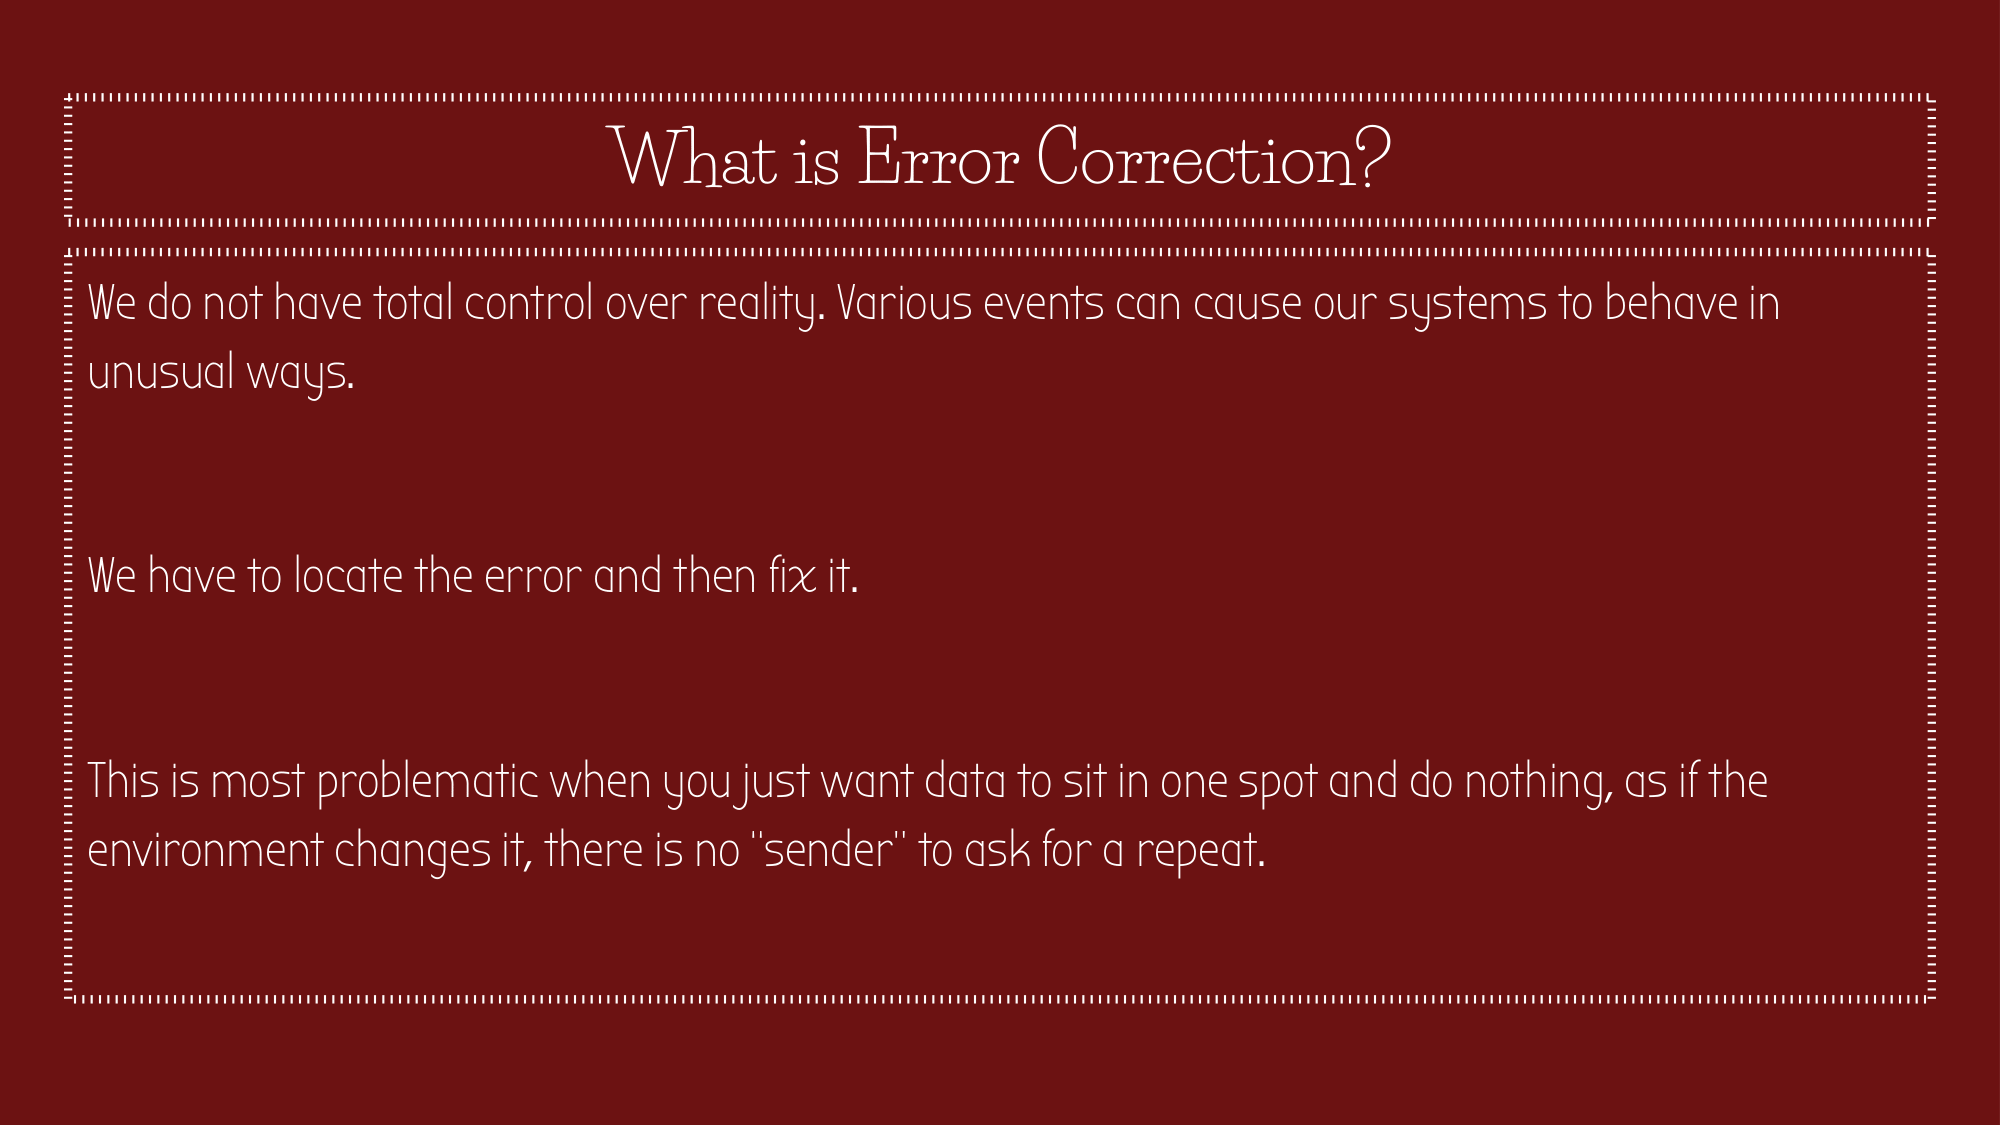 What is Error Correction?
We do not have total control over reality. Various events can cause our systems to behave in
unusual ways.
We have to locate the error and then fix it.
This is most problematic when you just want data to sit in one spot and do nothing, as if the
environment changes it, there is no "sender" to ask for a repeat.